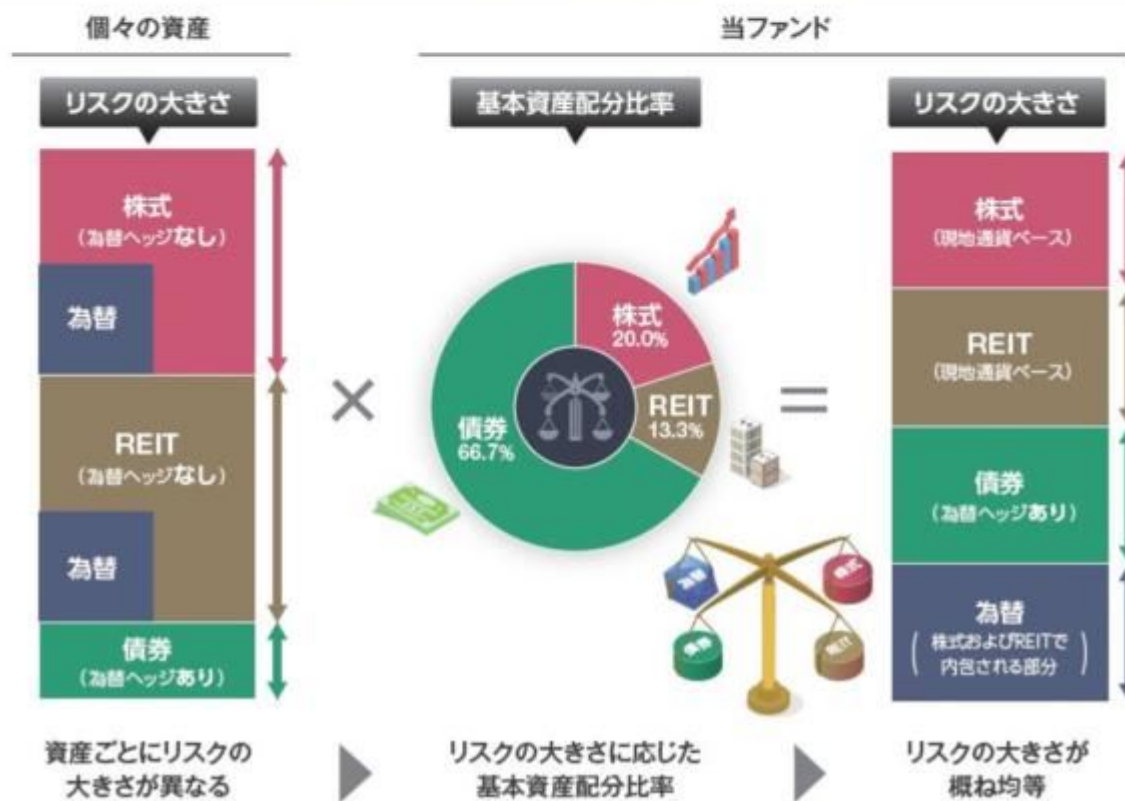 個々の資産
当ファンド
リスクの大きさ
基本資産配分比率
リスクの大きさ
株式
(為替ヘッジなし)
為替
REIT
(為替ヘッジなし)
為替
債券
(為替ヘッジあり)
×
株式
20.0%
REIT
13.3%
債券
66.7%
為替
株式
債券
REIT
=
株式
(現地通貨ベース)
REIT
(現地通貨ベース)
債券
(為替ヘッジあり)
為替
(株式およびREITで
内包される部分)
資産ごとにリスクの
大きさが異なる
リスクの大きさに応じた
基本資産配分比率
リスクの大きさが
概ね均等